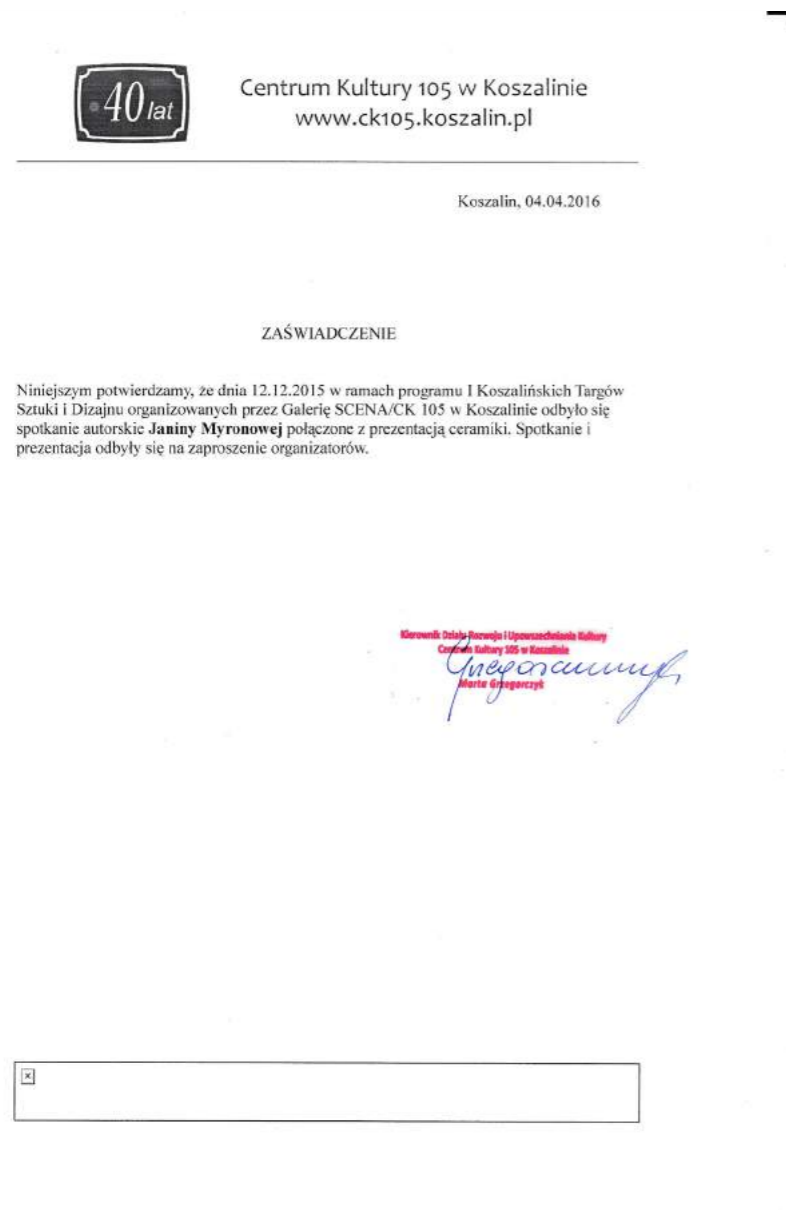 40 lat
Centrum Kultury 105 w Koszalinie
www.ck105.koszalin.pl
Koszalin, 04.04.2016
ZAŚWIADCZENIE
Niniejszym potwierdzamy, że dnia 12.12.2015 w ramach programu I Koszalińskich Targów
Sztuki i Dizajnu organizowanych przez Galerię SCENA/CK 105 w Koszalinie odbyło się
spotkanie autorskie Janiny Myronowej połączone z prezentacją ceramiki. Spotkanie i
prezentacja odbyły się na zaproszenie organizatorów.
Kierownik Działu Rozwoju i Upowszechniania Kultury
Centrum Kultury 105 w Koszalinie
Grzegorczyk
Marta Grzegorczyk